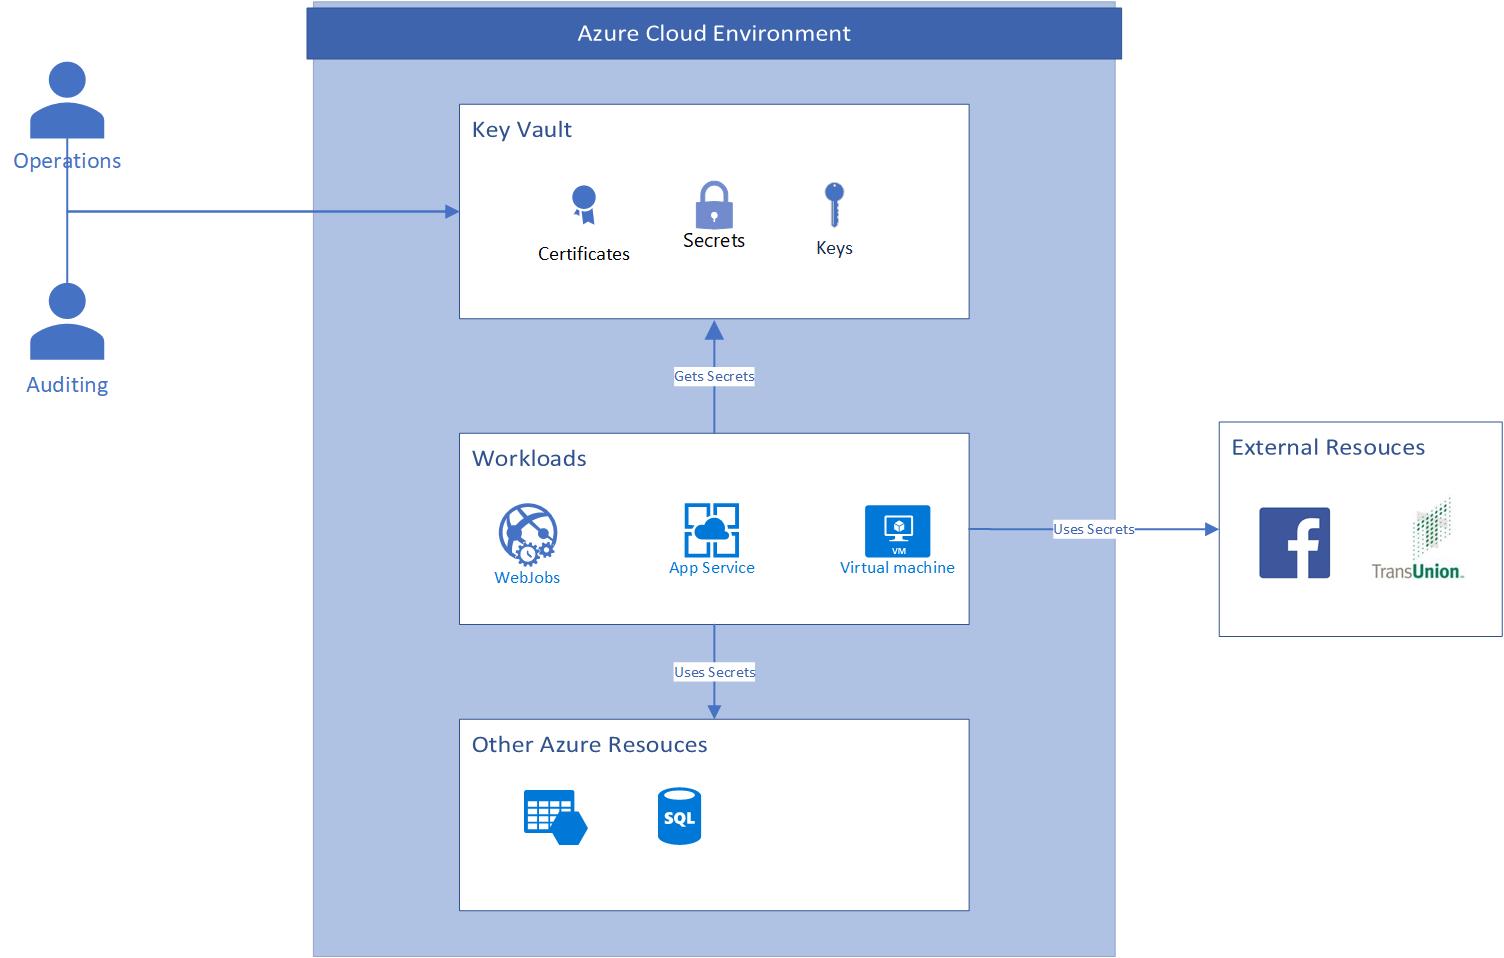 Azure Cloud Environment
Operations
Key Vault
Certificates
Secrets
Keys
Auditing
Gets Secrets
Workloads
WebJobs
App Service
VM
Virtual machine
Uses Secrets
External Resouces
TransUnion
Uses Secrets
Other Azure Resouces
SQL